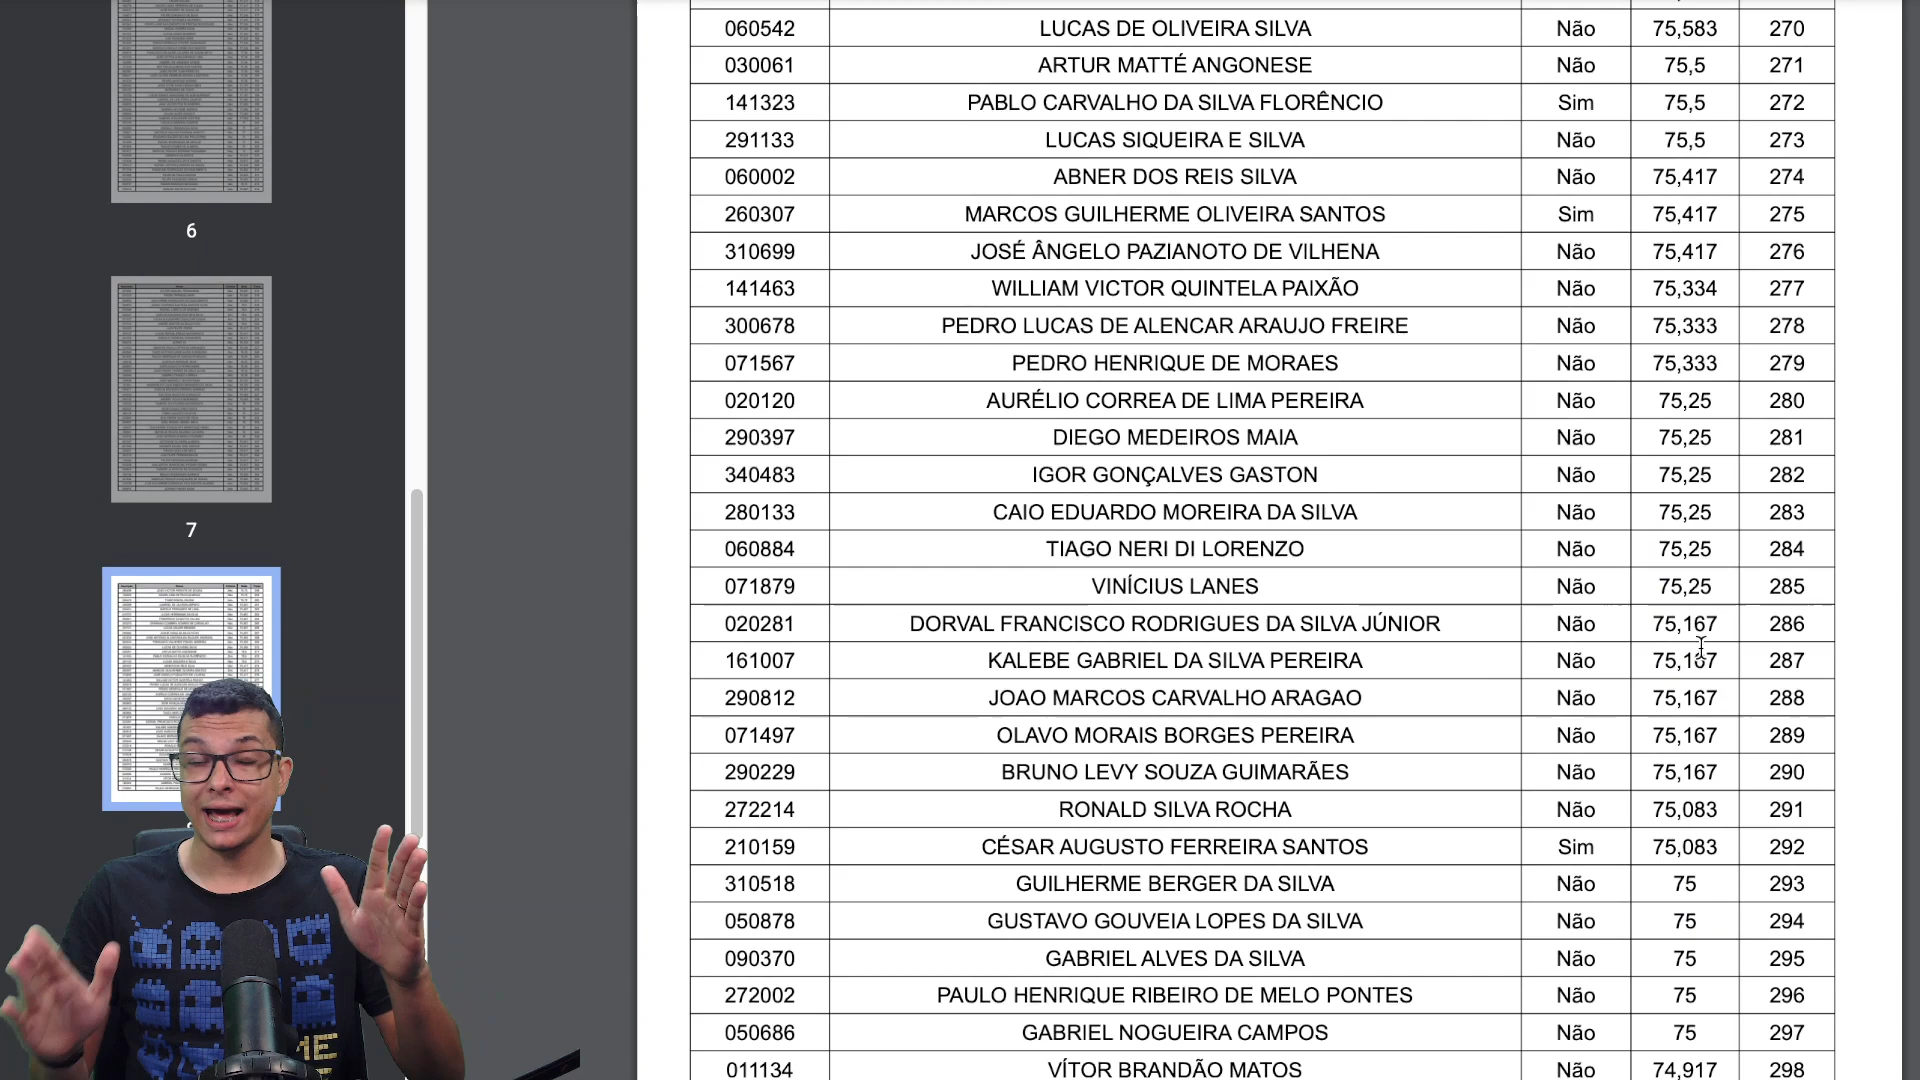 060542 LUCAS DE OLIVEIRA SILVA Não 75,583 270
030061 ARTUR MATTÉ ANGONESE Não 75,5 271
141323 PABLO CARVALHO DA SILVA FLORÊNCIO Sim 75,5 272
291133 LUCAS SIQUEIRA E SILVA Não 75,5 273
060002 ABNER DOS REIS SILVA Não 75,417 274
260307 MARCOS GUILHERME OLIVEIRA SANTOS Sim 75,417 275
310699 JOSÉ ÂNGELO PAZIANOTO DE VILHENA Não 75,417 276
141463 WILLIAM VICTOR QUINTELA PAIXÃO Não 75,334 277
300678 PEDRO LUCAS DE ALENCAR ARAUJO FREIRE Não 75,333 278
071567 PEDRO HENRIQUE DE MORAES Não 75,333 279
020120 AURÉLIO CORREA DE LIMA PEREIRA Não 75,25 280
290397 DIEGO MEDEIROS MAIA Não 75,25 281
340483 IGOR GONÇALVES GASTON Não 75,25 282
280133 CAIO EDUARDO MOREIRA DA SILVA Não 75,25 283
060884 TIAGO NERI DI LORENZO Não 75,25 284
071879 VINÍCIUS LANES Não 75,25 285
020281 DORVAL FRANCISCO RODRIGUES DA SILVA JÚNIOR Não 75,167 286
161007 KALEBE GABRIEL DA SILVA PEREIRA Não 75,167 287
290812 JOAO MARCOS CARVALHO ARAGAO Não 75,167 288
071497 OLAVO MORAIS BORGES PEREIRA Não 75,167 289
290229 BRUNO LEVY SOUZA GUIMARÃES Não 75,167 290
272214 RONALD SILVA ROCHA Não 75,083 291
210159 CÉSAR AUGUSTO FERREIRA SANTOS Sim 75,083 292
310518 GUILHERME BERGER DA SILVA Não 75 293
050878 GUSTAVO GOUVEIA LOPES DA SILVA Não 75 294
090370 GABRIEL ALVES DA SILVA Não 75 295
272002 PAULO HENRIQUE RIBEIRO DE MELO PONTES Não 75 296
050686 GABRIEL NOGUEIRA CAMPOS Não 75 297
011134 VÍTOR BRANDÃO MATOS Não 74,917 298
6
7